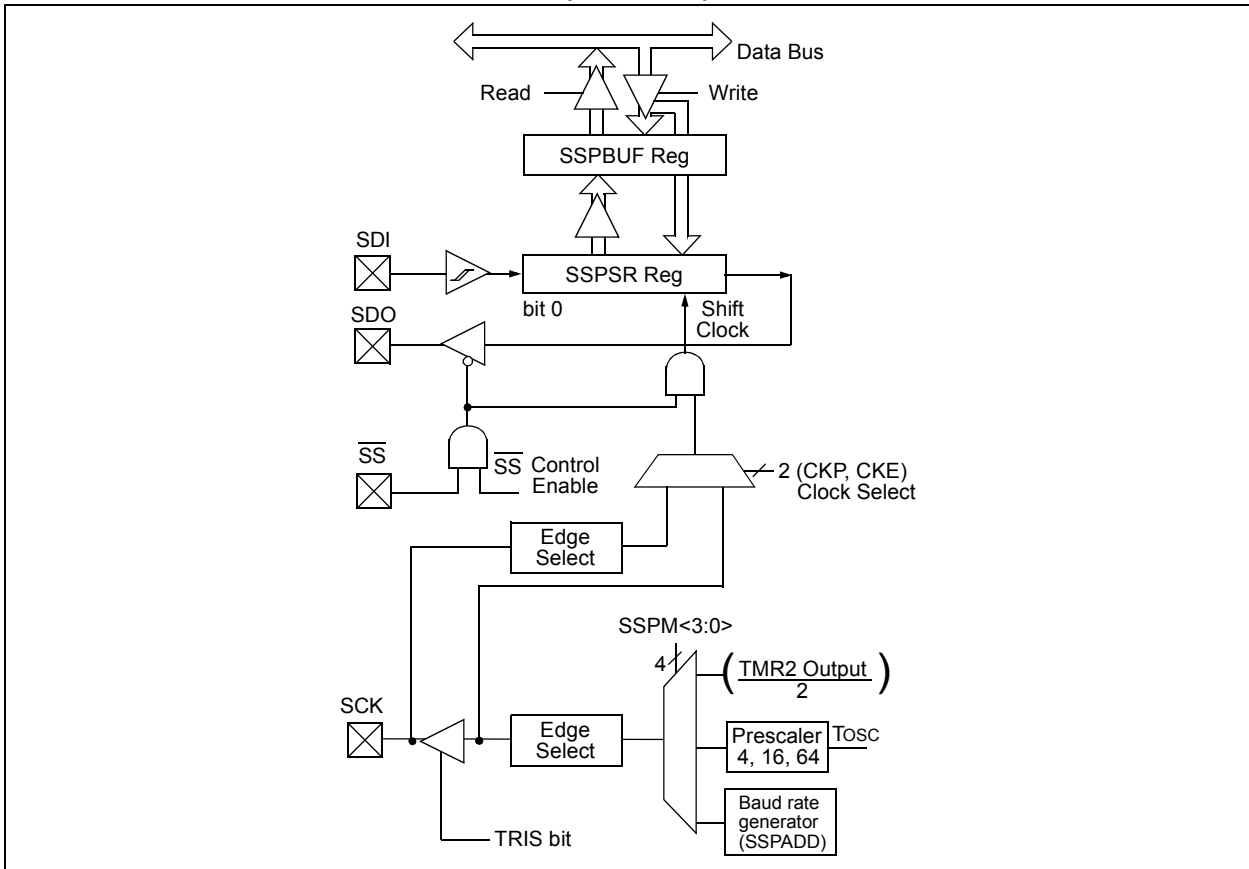 Data Bus
Read
Write
SSPBUF Reg
SDI
SSPSR Reg
bit 0
Shift
Clock
SDO
SS
SS Control
Enable
2 (CKP, CKE)
Clock Select
Edge
Select
SSPM<3:0>
4
(TMR2 Output)
2
SCK
Edge
Select
Prescaler
4, 16, 64
TOSC
Baud rate
generator
(SSPADD)
TRIS bit